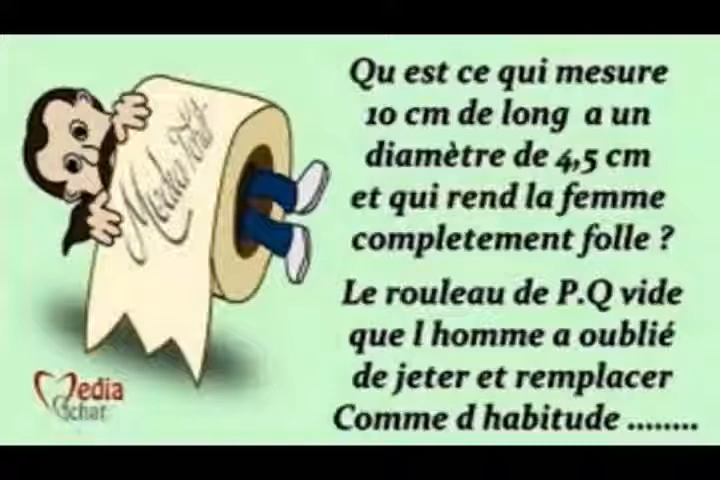 Qu est ce qui mesure
10 cm de long a un
diamètre de 4,5 cm
et qui rend la femme
completement folle ?
Le rouleau de P.Q vide
que l homme a oublié
de jeter et remplacer
Comme d habitude ........
Media
chat